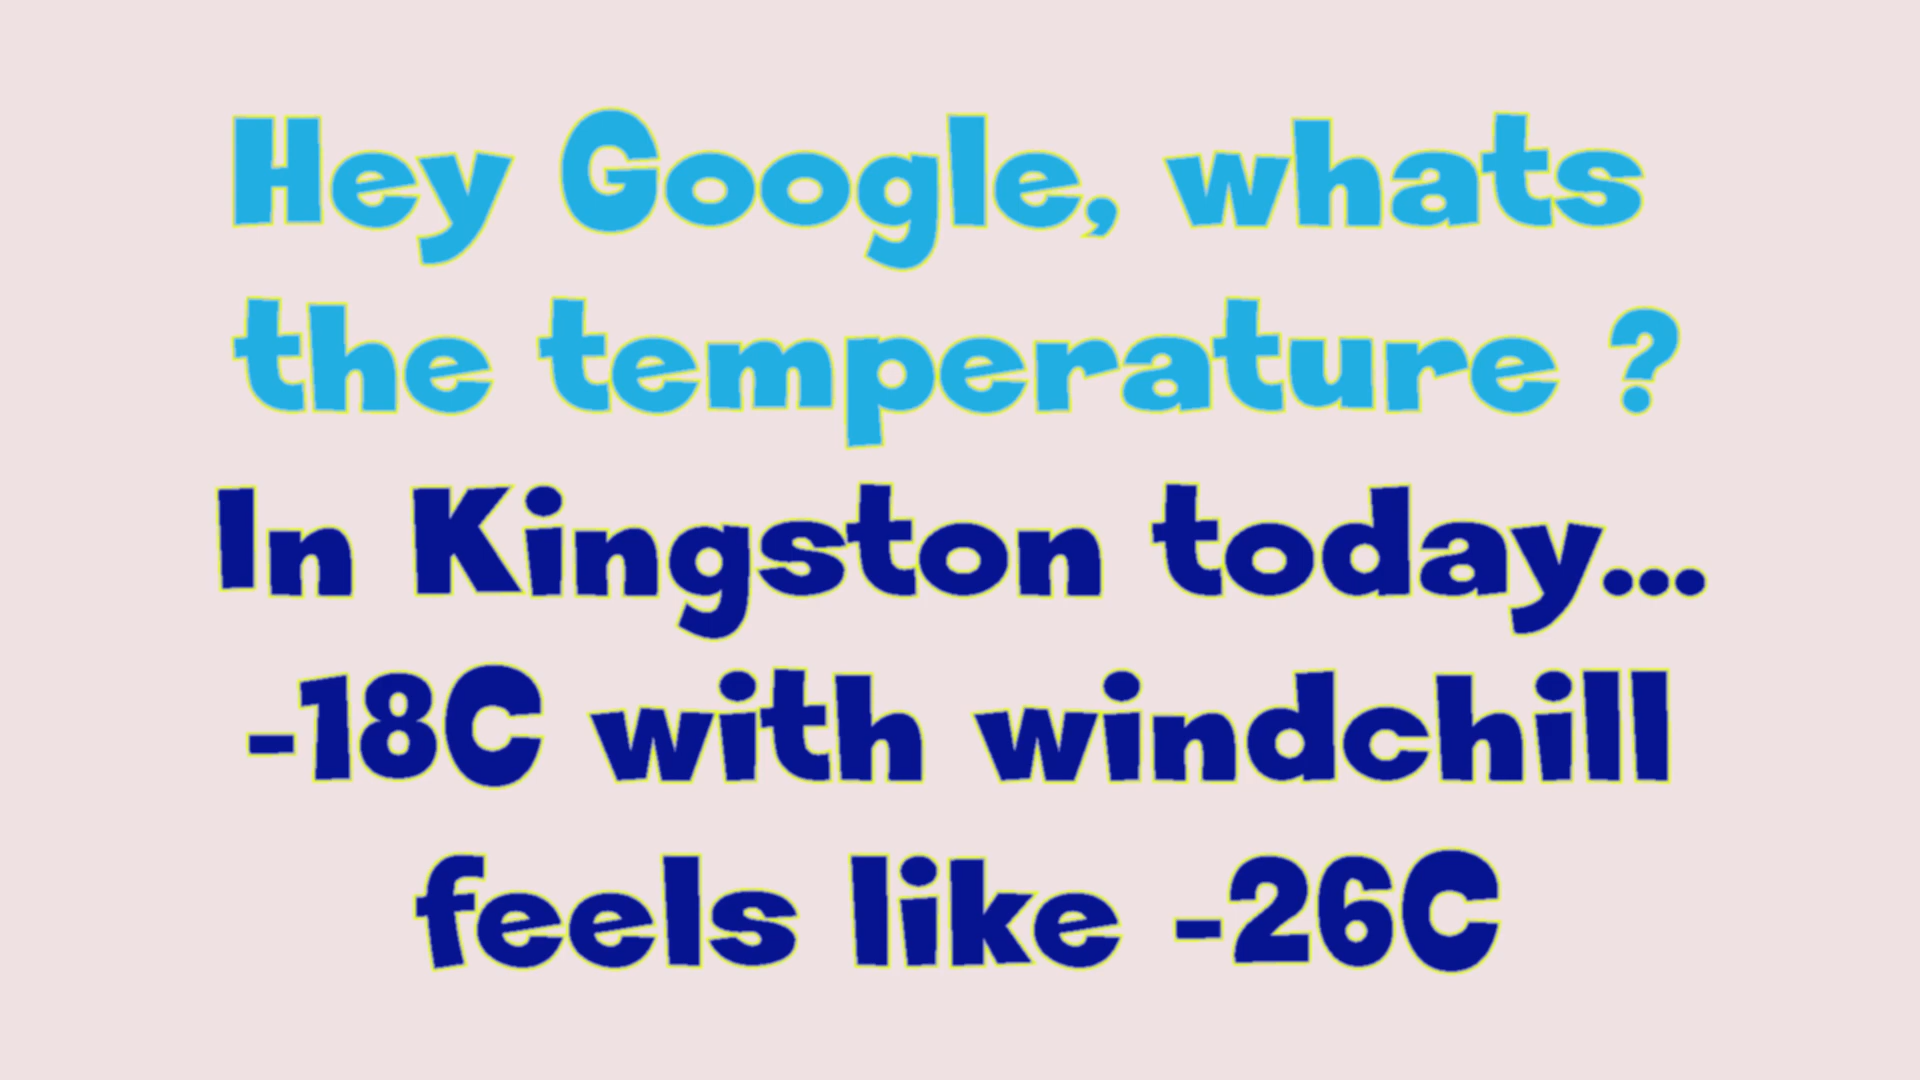 Hey Google, whats
the temperature ?
In Kingston today...
-18C with windchill
feels like -26C